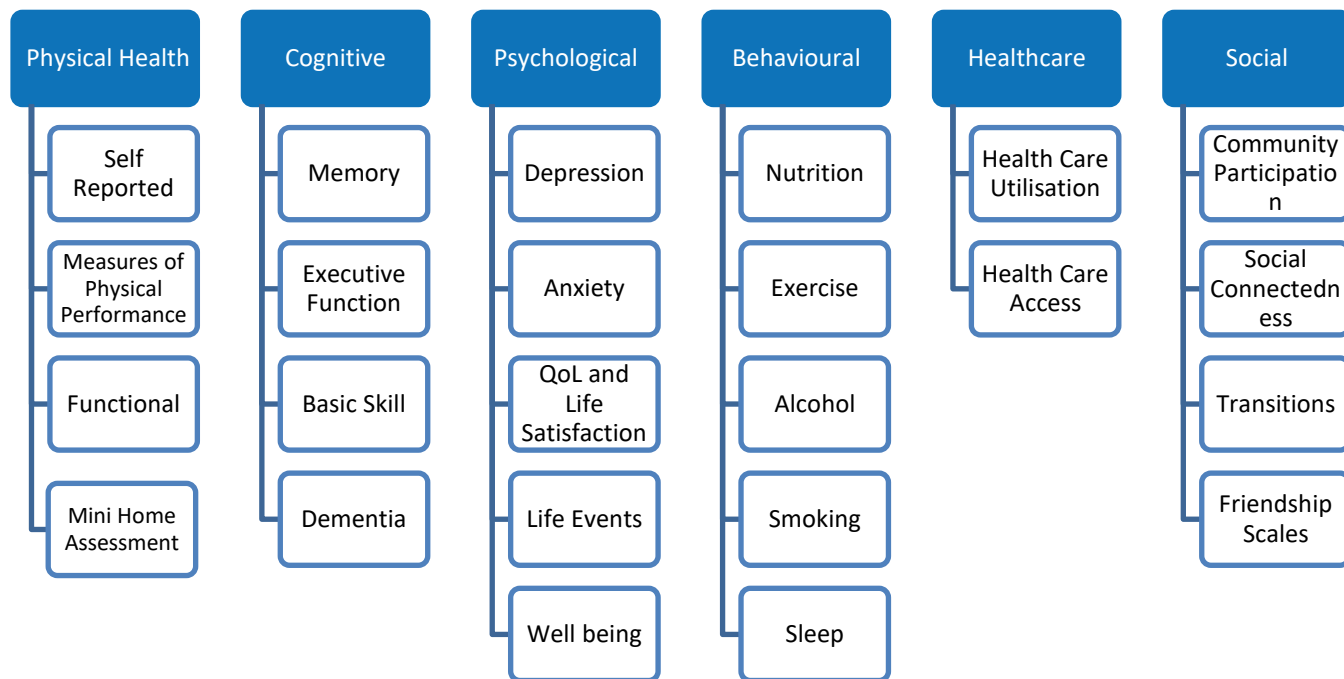 Physical Health
Self
Reported
Measures of
Physical
Performance
Functional
Mini Home
Assessment
Cognitive
Memory
Executive
Function
Basic Skill
Dementia
Psychological
Depression
Anxiety
QoL and
Life
Satisfaction
Life Events
Well being
Behavioural
Nutrition
Exercise
Alcohol
Smoking
Sleep
Healthcare
Health Care
Utilisation
Health Care
Access
Social
Community
Participatio
n
Social
Connectedn
ess
Transitions
Friendship
Scales